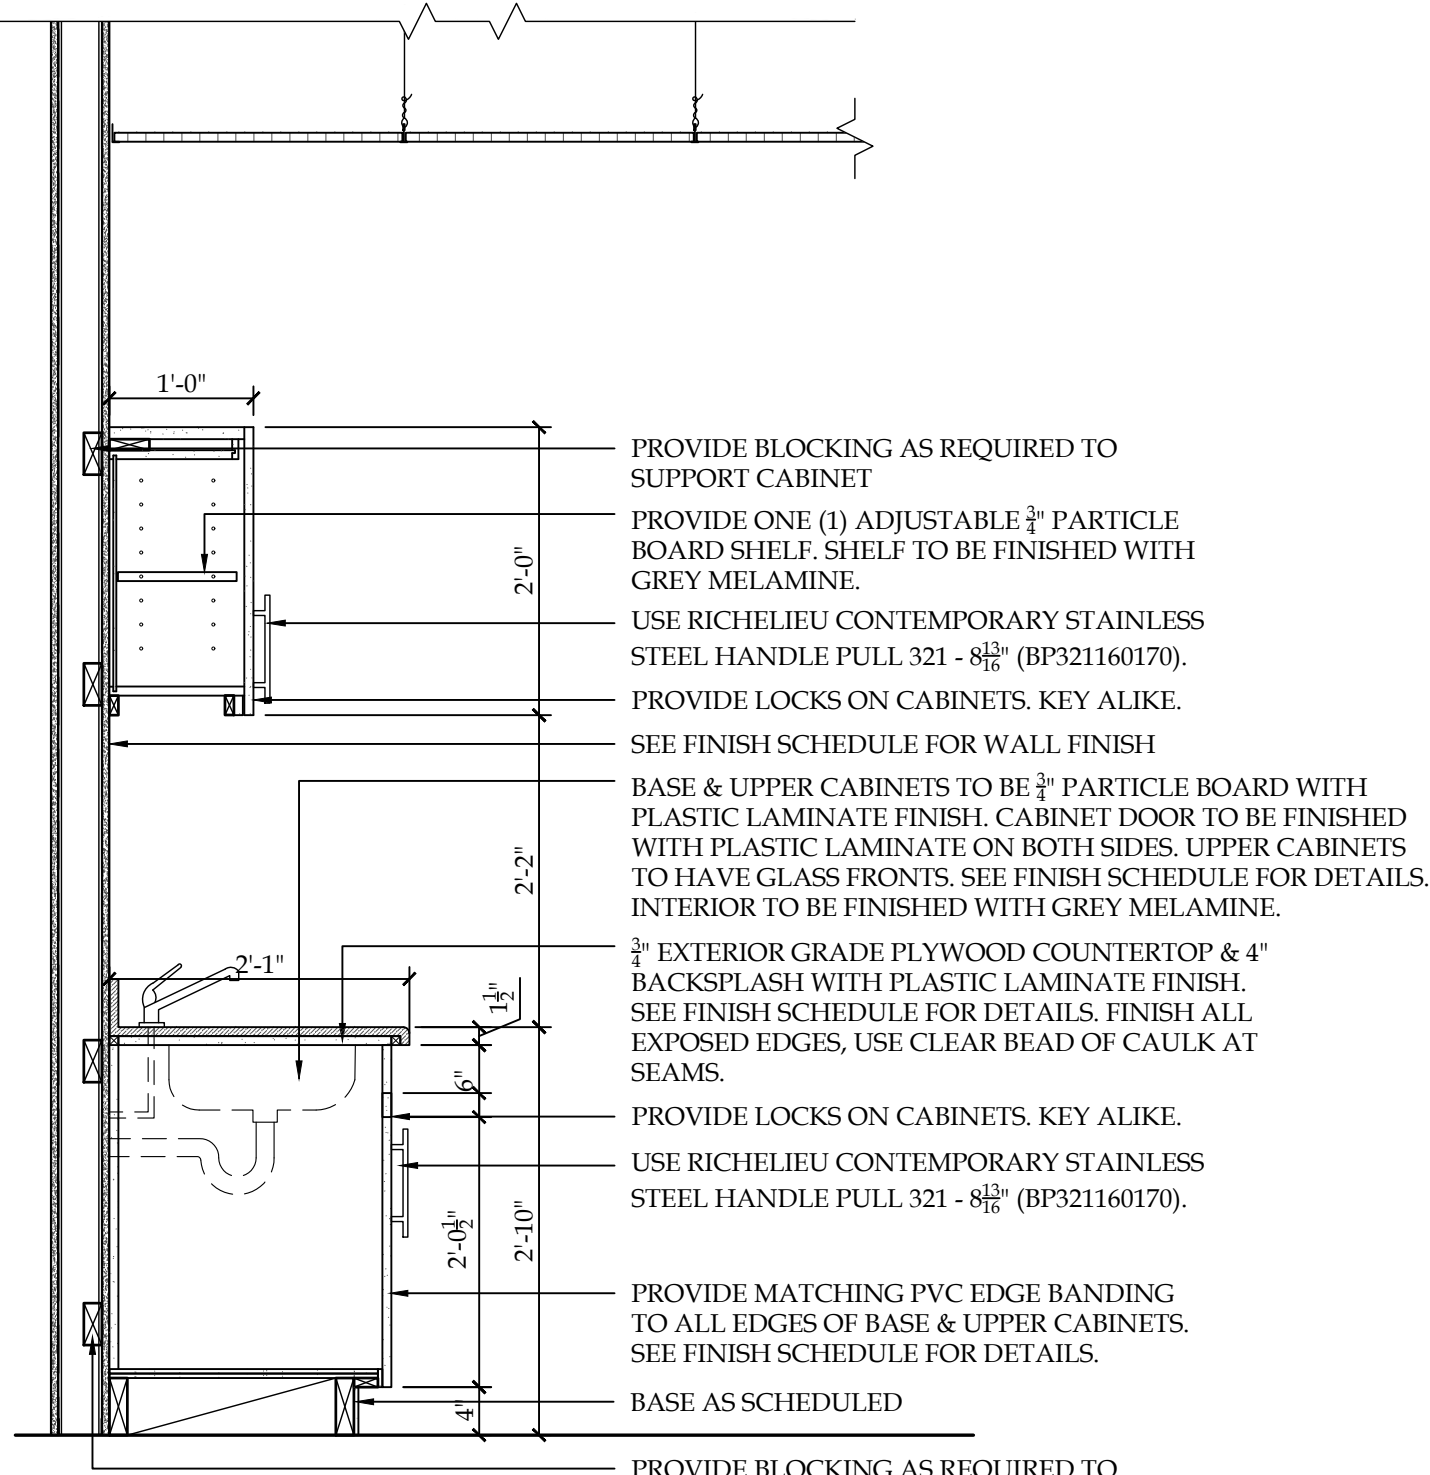 1'-0"
PROVIDE BLOCKING AS REQUIRED TO
SUPPORT CABINET
PROVIDE ONE (1) ADJUSTABLE 3/4" PARTICLE
BOARD SHELF. SHELF TO BE FINISHED WITH
GREY MELAMINE.
2'-0"
USE RICHELIEU CONTEMPORARY STAINLESS
STEEL HANDLE PULL 321 - 8 13/16" (BP321160170).
PROVIDE LOCKS ON CABINETS. KEY ALIKE.
SEE FINISH SCHEDULE FOR WALL FINISH
BASE & UPPER CABINETS TO BE 3/4" PARTICLE BOARD WITH
PLASTIC LAMINATE FINISH. CABINET DOOR TO BE FINISHED
WITH PLASTIC LAMINATE ON BOTH SIDES. UPPER CABINETS
TO HAVE GLASS FRONTS. SEE FINISH SCHEDULE FOR DETAILS.
INTERIOR TO BE FINISHED WITH GREY MELAMINE.
2'-2"
3/4" EXTERIOR GRADE PLYWOOD COUNTERTOP & 4"
BACKSPLASH WITH PLASTIC LAMINATE FINISH.
SEE FINISH SCHEDULE FOR DETAILS. FINISH ALL
EXPOSED EDGES, USE CLEAR BEAD OF CAULK AT
SEAMS.
2'-1"
1 1/2"
6"
PROVIDE LOCKS ON CABINETS. KEY ALIKE.
USE RICHELIEU CONTEMPORARY STAINLESS
STEEL HANDLE PULL 321 - 8 13/16" (BP321160170).
2'-0 1/2"
2'-10"
PROVIDE MATCHING PVC EDGE BANDING
TO ALL EDGES OF BASE & UPPER CABINETS.
SEE FINISH SCHEDULE FOR DETAILS.
4"
BASE AS SCHEDULED
PROVIDE BLOCKING AS REQUIRED TO